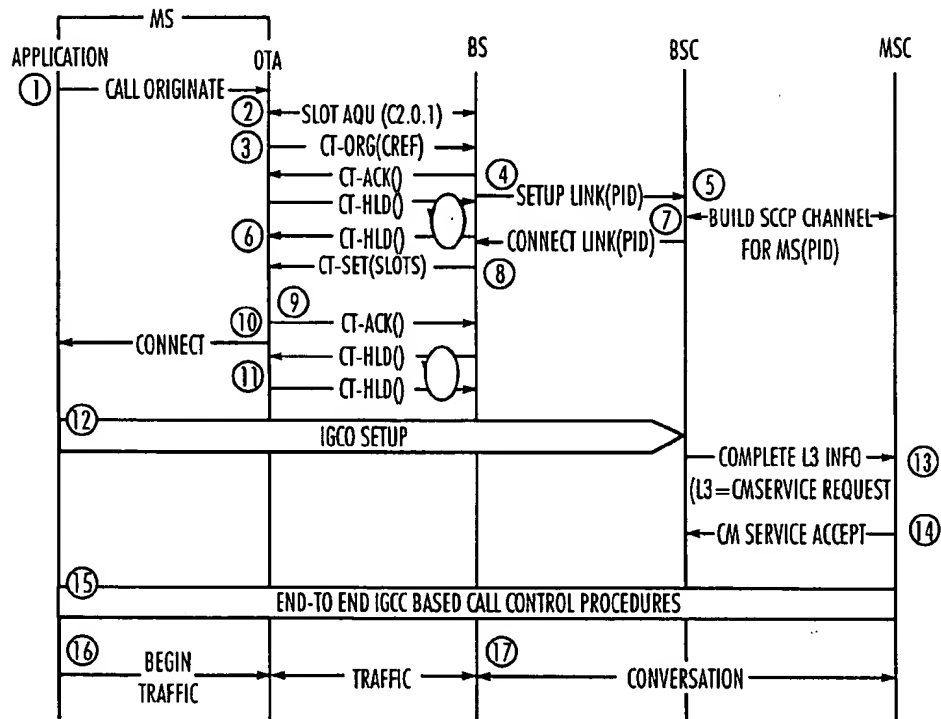 MS
APPLICATION OTA BS BSC MSC
1 CALL ORIGINATE
2 SLOT AQU (C2.0.1)
3 CT-ORG(CREF)
CT-ACK() 4
SETUP LINK(PID) 5
CT-HLD()
7 BUILD SCCP CHANNEL
FOR MS(PID)
6 CT-HLD() CONNECT LINK(PID)
CT-SET(SLOTS) 8
9
10 CT-ACK()
CONNECT
CT-HLD()
11 CT-HLD()
12
IGCO SETUP
COMPLETE L3 INFO 13
(L3=CMSERVICE REQUEST
CM SERVICE ACCEPT 14
15
END-TO END IGCC BASED CALL CONTROL PROCEDURES
16 BEGIN
TRAFFIC
TRAFFIC
17 CONVERSATION